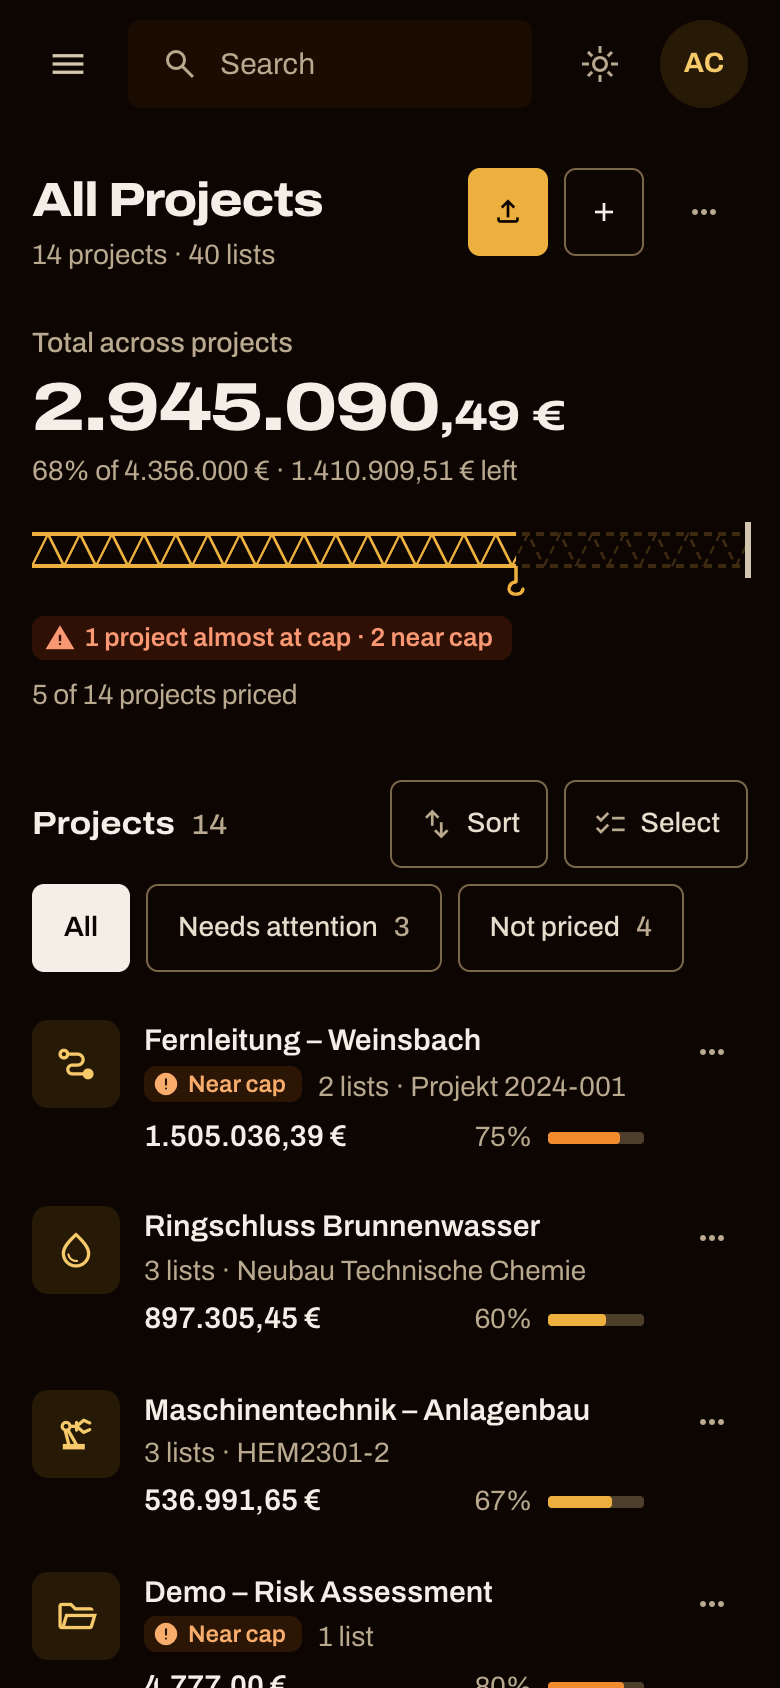 Search
AC
All Projects
14 projects · 40 lists
Total across projects
2.945.090,49 €
68% of 4.356.000 € · 1.410.909,51 € left
1 project almost at cap · 2 near cap
5 of 14 projects priced
Projects 14
Sort
Select
All
Needs attention 3
Not priced 4
Fernleitung – Weinsbach
Near cap 2 lists · Projekt 2024-001
1.505.036,39 € 75%
Ringschluss Brunnenwasser
3 lists · Neubau Technische Chemie
897.305,45 € 60%
Maschinentechnik – Anlagenbau
3 lists · HEM2301-2
536.991,65 € 67%
Demo – Risk Assessment
Near cap 1 list
4.777,00 € 80%